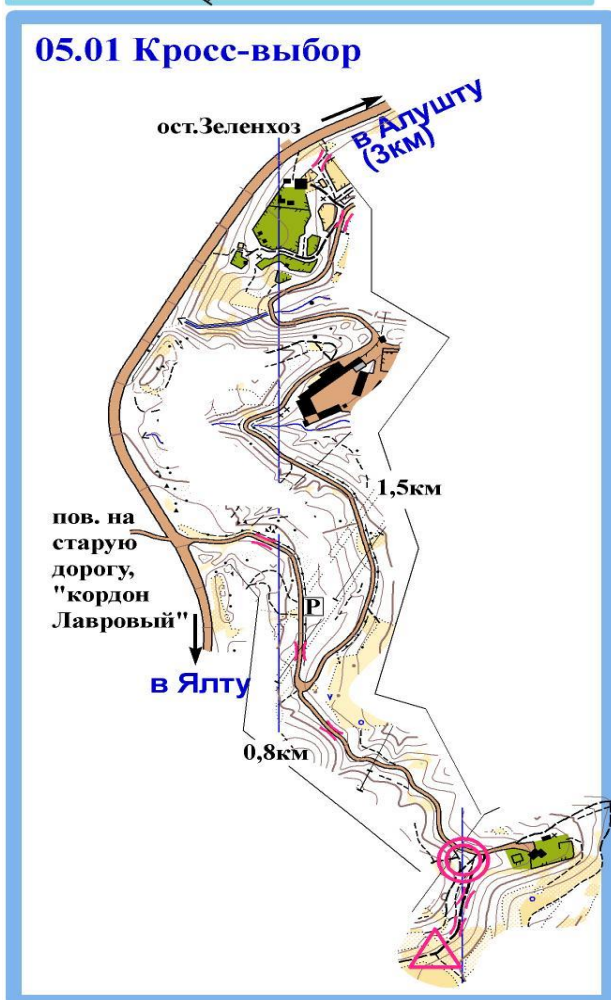 05.01 Кросс-выбор
ост.Зеленхоз
в Алушту
(3км)
1,5км
пов. на
старую
дорогу,
"кордон
Лавровый"
P
в Ялту
0,8км